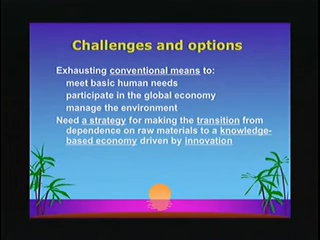 Challenges and options
Exhausting conventional means to:
meet basic human needs
participate in the global economy
manage the environment
Need a strategy for making the transition from
dependence on raw materials to a knowledge-
based economy driven by innovation